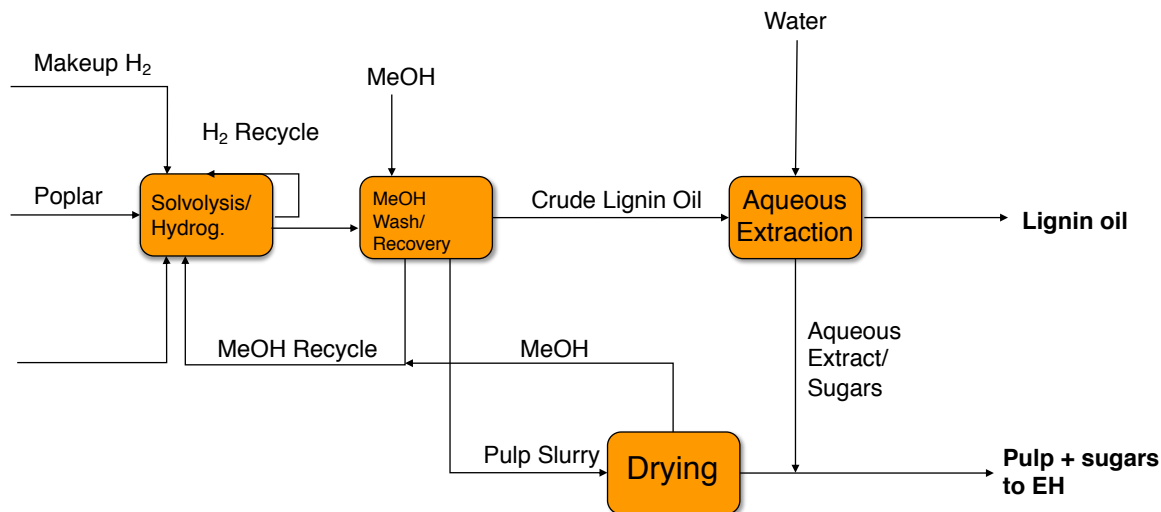 Water
Makeup H₂
MeOH
H₂ Recycle
Poplar
Solvolysis/
Hydrog.
MeOH
Wash/
Recovery
Crude Lignin Oil
Aqueous
Extraction
Lignin oil
MeOH Recycle
MeOH
Aqueous
Extract/
Sugars
Pulp Slurry
Drying
Pulp + sugars
to EH